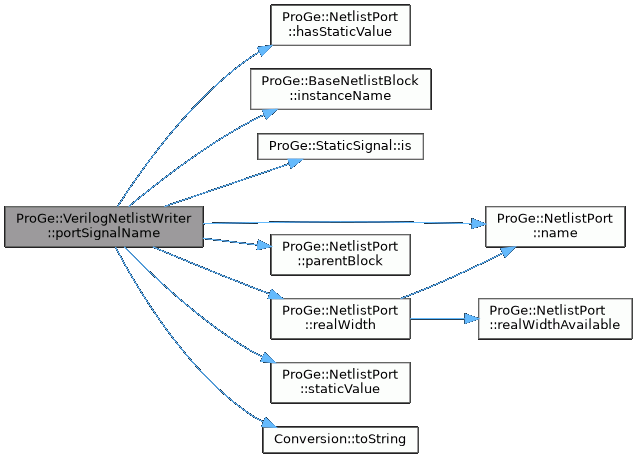 ProGe::NetlistPort
::hasStaticValue
ProGe::BaseNetlistBlock
::instanceName
ProGe::StaticSignal::is
ProGe::VerilogNetlistWriter
::portSignalName
ProGe::NetlistPort
::name
ProGe::NetlistPort
::parentBlock
ProGe::NetlistPort
::realWidth
ProGe::NetlistPort
::realWidthAvailable
ProGe::NetlistPort
::staticValue
Conversion::toString